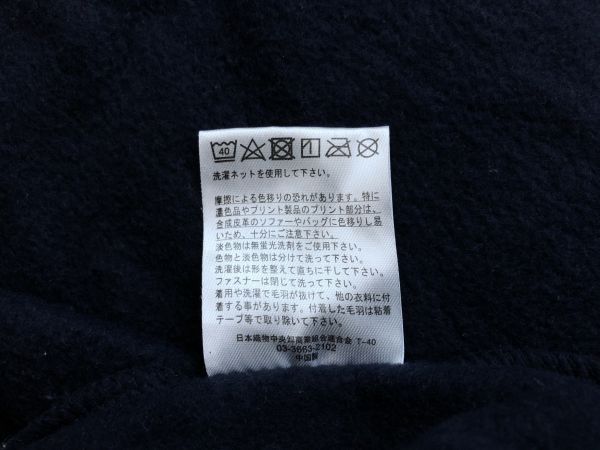 40
洗濯ネットを使用して下さい。
摩擦による色移りの恐れがあります。特に
濃色品やプリント製品のプリント部分は、
合成皮革のソファーやバッグに色移りし易
いため、十分にご注意下さい。
淡色物は無蛍光洗剤をご使用下さい。
色物と淡色物は分けて洗って下さい。
洗濯後は形を整えて直ちに干して下さい。
ファスナーは閉じて洗って下さい。
着用や洗濯で毛羽が抜けて、他の衣料に付
着する事があります。付着した毛羽は粘着
テープ等で取り除いて下さい。
日本織物中央卸商業組合連合会 T-40
03-3663-2102
中国製